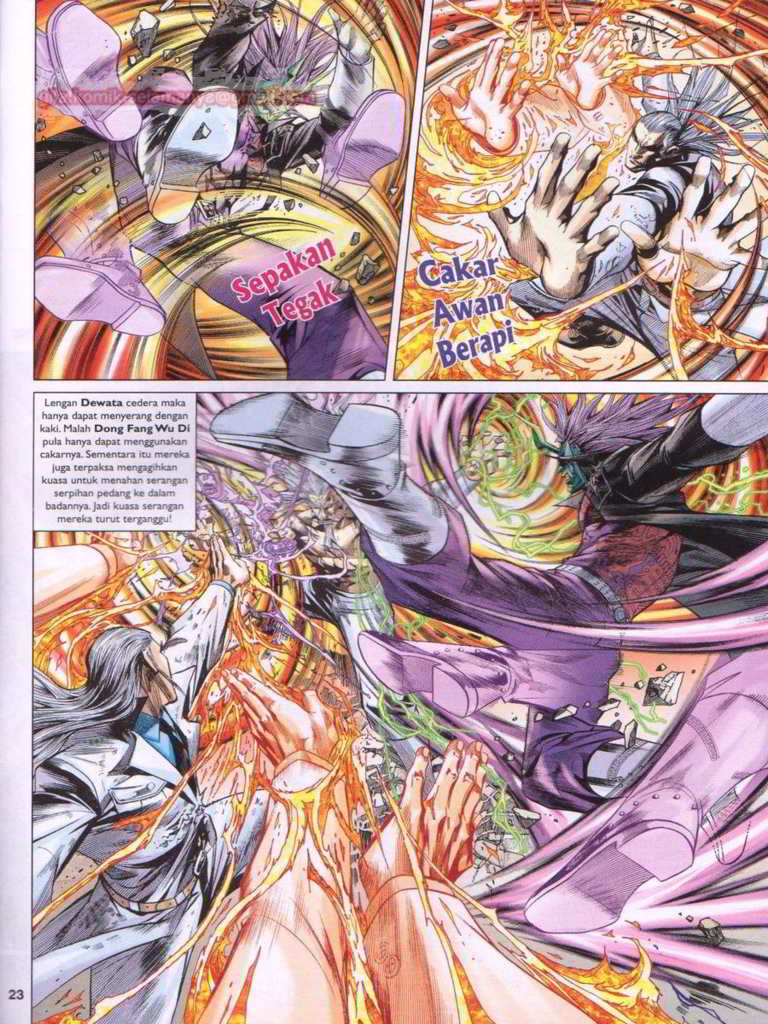 Sepakan
Tegak
Cakar
Awan
Berapi
Lengan Dewata cedera maka
hanya dapat menyerang dengan
kaki. Malah Dong Fang Wu Di
pula hanya dapat menggunakan
cakarnya. Sementara itu mereka
juga terpaksa mengagihkan
kuasa untuk menahan serangan
serpihan pedang ke dalam
badannya. Jadi kuasa serangan
mereka turut terganggu!
23